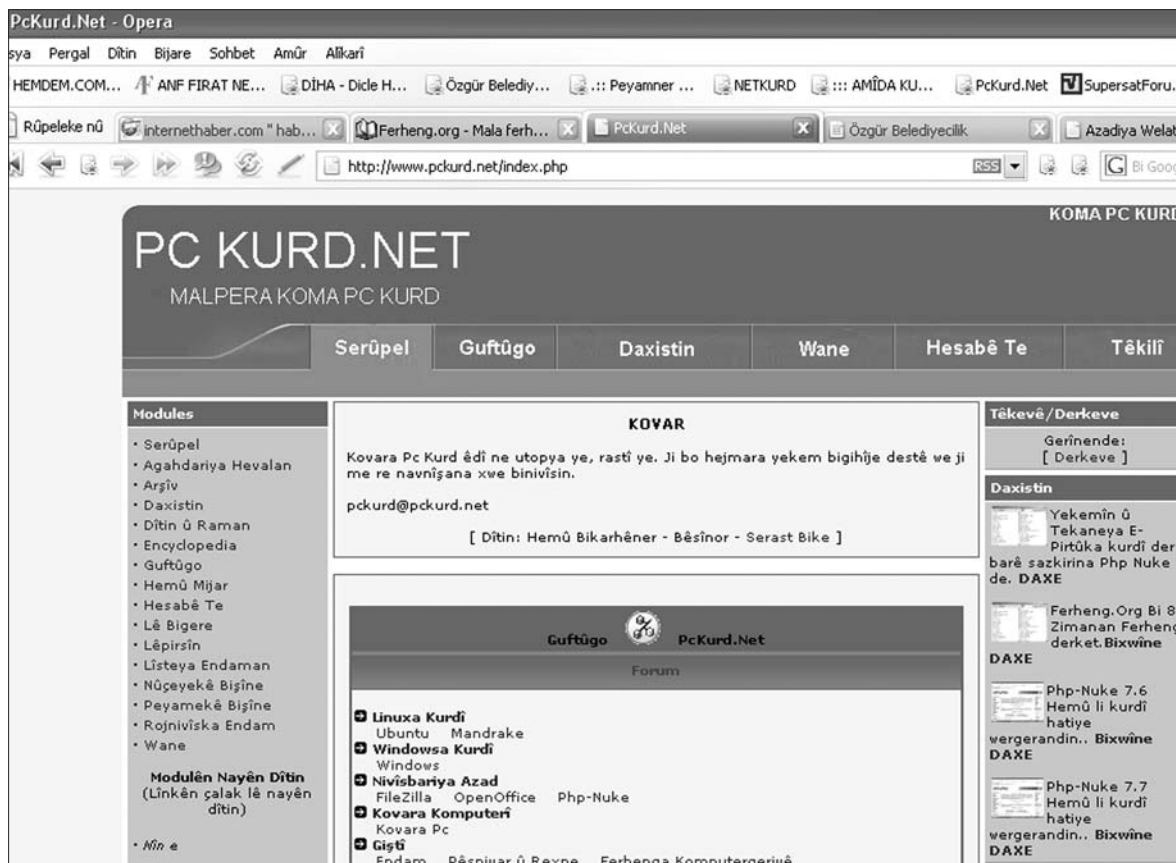 PcKurd.Net - Opera
sya Pergal Dîtin Bijare Sohbet Amûr Alîkarî
HEMDEM.COM... ANF FIRAT NE... DİHA - Dicle H... Özgür Belediy... .:: Peyamner ... NETKURD ::: AMÎDA KU... PcKurd.Net SupersatForu.
Rûpeleke nû internethaber.com " hab... Ferheng.org - Mala ferh... PcKurd.Net Özgür Belediyecilik Azadiya Welat
http://www.pckurd.net/index.php RSS G Bi Goog
KOMA PC KURD
PC KURD.NET
MALPERA KOMA PC KURD
Serûpel Guftûgo Daxistin Wane Hesabê Te Têkilî
Modules
· Serûpel
· Agahdariya Hevalan
· Arşîv
· Daxistin
· Dîtin û Raman
· Encyclopedia
· Guftûgo
· Hemû Mijar
· Hesabê Te
· Lê Bigere
· Lêpirsîn
· Lîsteya Endaman
· Nûçeyekê Bişîne
· Peyamekê Bişîne
· Rojnivîska Endam
· Wane
Modulên Nayên Dîtin
(Lînkên çalak lê nayên
dîtin)
· Nîn e
KOVAR
Kovara Pc Kurd êdî ne utopya ye, rastî ye. Ji bo hejmara yekem bigihîje destê we ji
me re navnîşana xwe binivîsin.
pckurd@pckurd.net
[ Dîtin: Hemû Bikarhêner - Bêsînor - Serast Bike ]
Guftûgo PcKurd.Net
Forum
Linuxa Kurdî
Ubuntu Mandrake
Windowsa Kurdî
Windows
Nivîsbariya Azad
FileZilla OpenOffice Php-Nuke
Kovara Komputerî
Kovara Pc
Giştî
Endam Pêşniyar û Rexne Ferhenga Komputergeriyê
Têkevê/Derkeve
Gerînende:
[ Derkeve ]
Daxistin
Yekemîn û
Tekaneya E-
Pirtûka kurdî der
barê sazkirina Php Nuke
de. DAXE
Ferheng.Org Bi 8
Zimanan Ferheng
derket.Bixwîne
DAXE
Php-Nuke 7.6
Hemû li kurdî
hatiye
wergerandin.. Bixwîne
DAXE
Php-Nuke 7.7
Hemû li kurdî
hatiye
wergerandin.. Bixwîne
DAXE